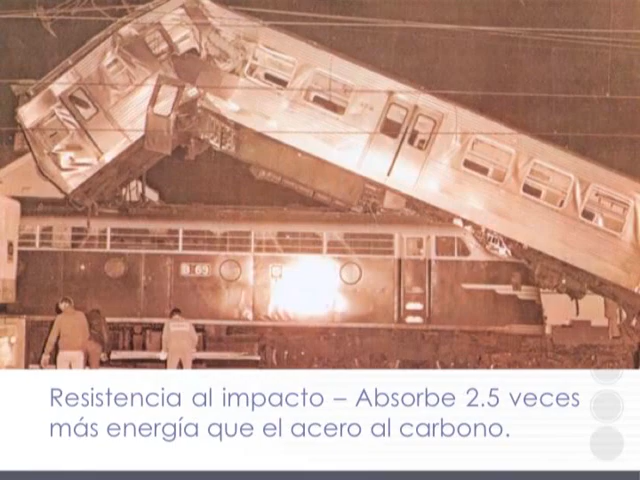 Resistencia al impacto – Absorbe 2.5 veces
más energía que el acero al carbono.